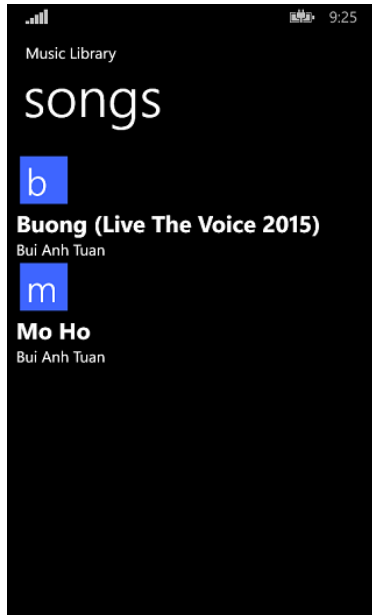 9:25
Music Library
songs
b
Buong (Live The Voice 2015)
Bui Anh Tuan
m
Mo Ho
Bui Anh Tuan